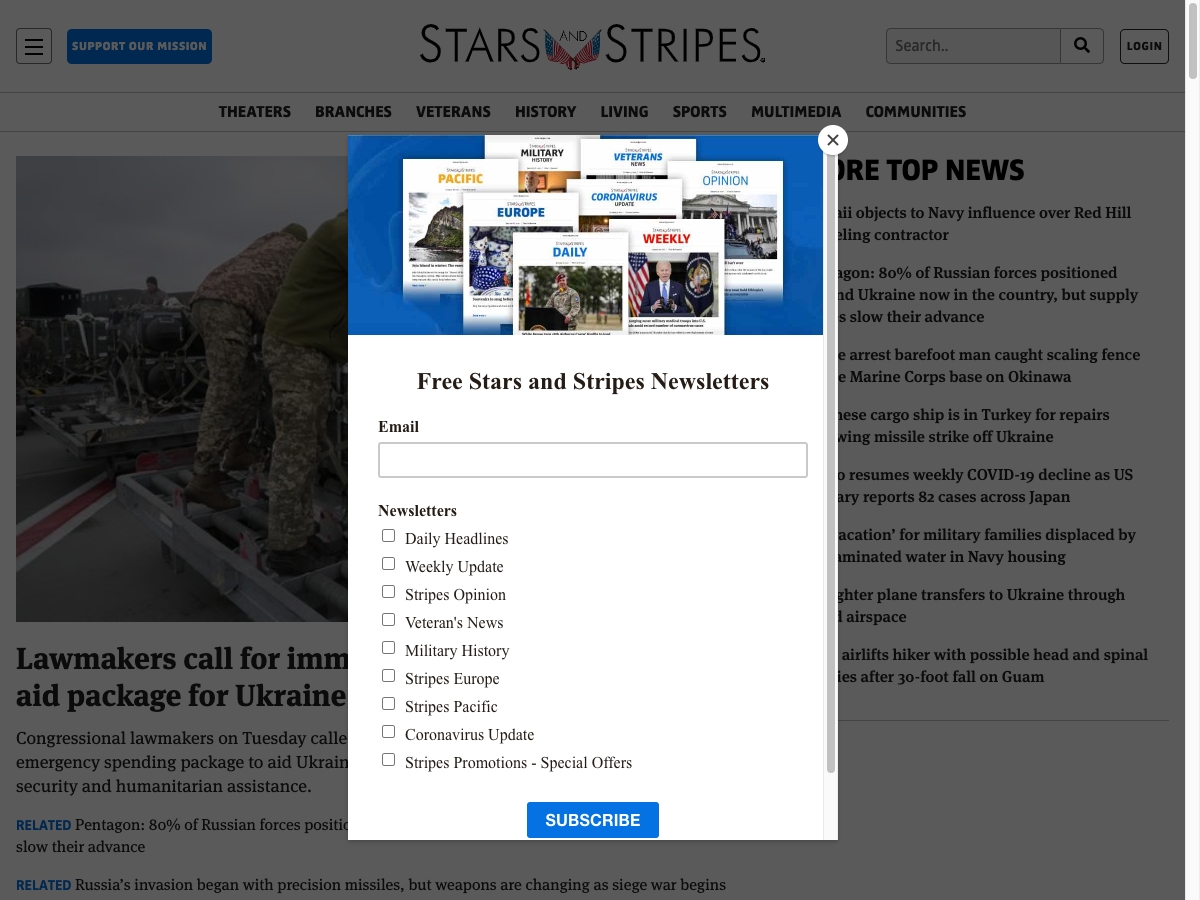 SUPPORT OUR MISSION
STARS AND STRIPES.
Search..
LOGIN
THEATERS BRANCHES VETERANS HISTORY LIVING SPORTS MULTIMEDIA COMMUNITIES
MILITARY
HISTORY
VETERANS
NEWS
PACIFIC
OPINION
CORONAVIRUS
UPDATE
EUROPE
WEEKLY
DAILY
Free Stars and Stripes Newsletters
Email
Newsletters
Daily Headlines
Weekly Update
Stripes Opinion
Veteran's News
Military History
Stripes Europe
Stripes Pacific
Coronavirus Update
Stripes Promotions - Special Offers
SUBSCRIBE
Lawmakers call for imm
aid package for Ukraine
Congressional lawmakers on Tuesday calle
emergency spending package to aid Ukrain
security and humanitarian assistance.
RELATED Pentagon: 80% of Russian forces positio
slow their advance
RELATED Russia’s invasion began with precision missiles, but weapons are changing as siege war begins
ORE TOP NEWS
aii objects to Navy influence over Red Hill
eling contractor
agon: 80% of Russian forces positioned
nd Ukraine now in the country, but supply
s slow their advance
e arrest barefoot man caught scaling fence
e Marine Corps base on Okinawa
nese cargo ship is in Turkey for repairs
wing missile strike off Ukraine
o resumes weekly COVID-19 decline as US
ary reports 82 cases across Japan
acation’ for military families displaced by
aminated water in Navy housing
ghter plane transfers to Ukraine through
d airspace
airlifts hiker with possible head and spinal
ies after 30-foot fall on Guam